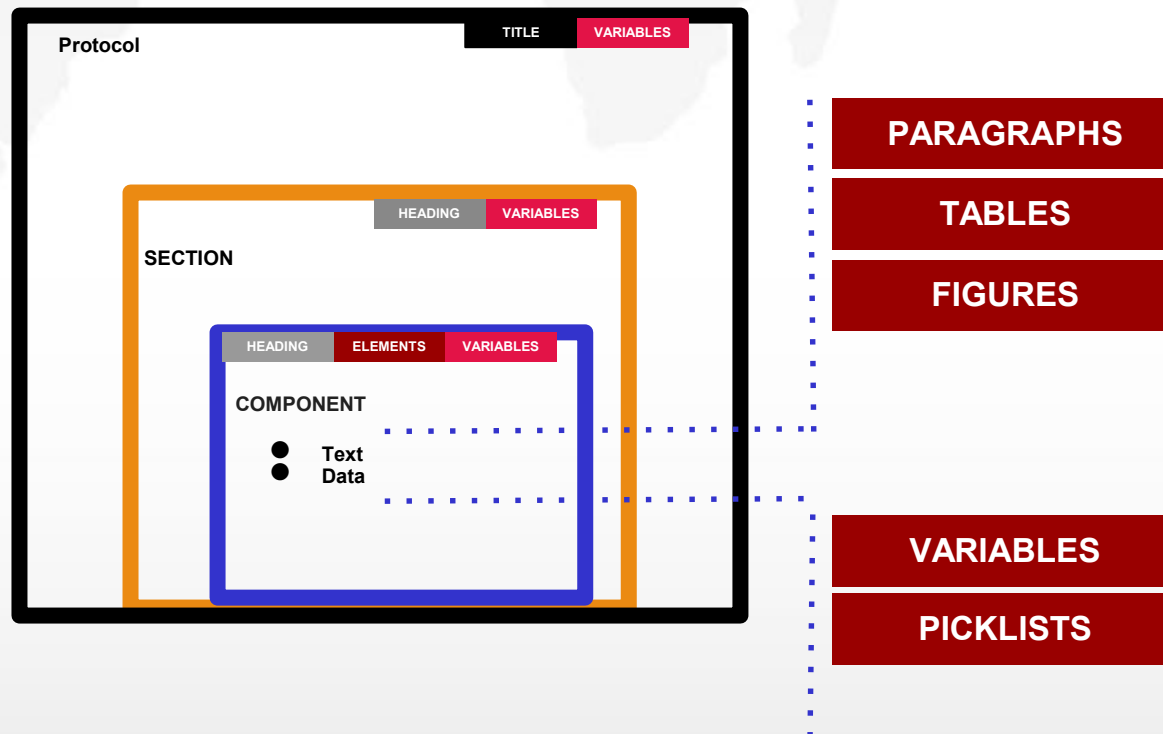 Protocol
TITLE
VARIABLES
HEADING
VARIABLES
SECTION
HEADING
ELEMENTS
VARIABLES
COMPONENT
Text
Data
PARAGRAPHS
TABLES
FIGURES
VARIABLES
PICKLISTS